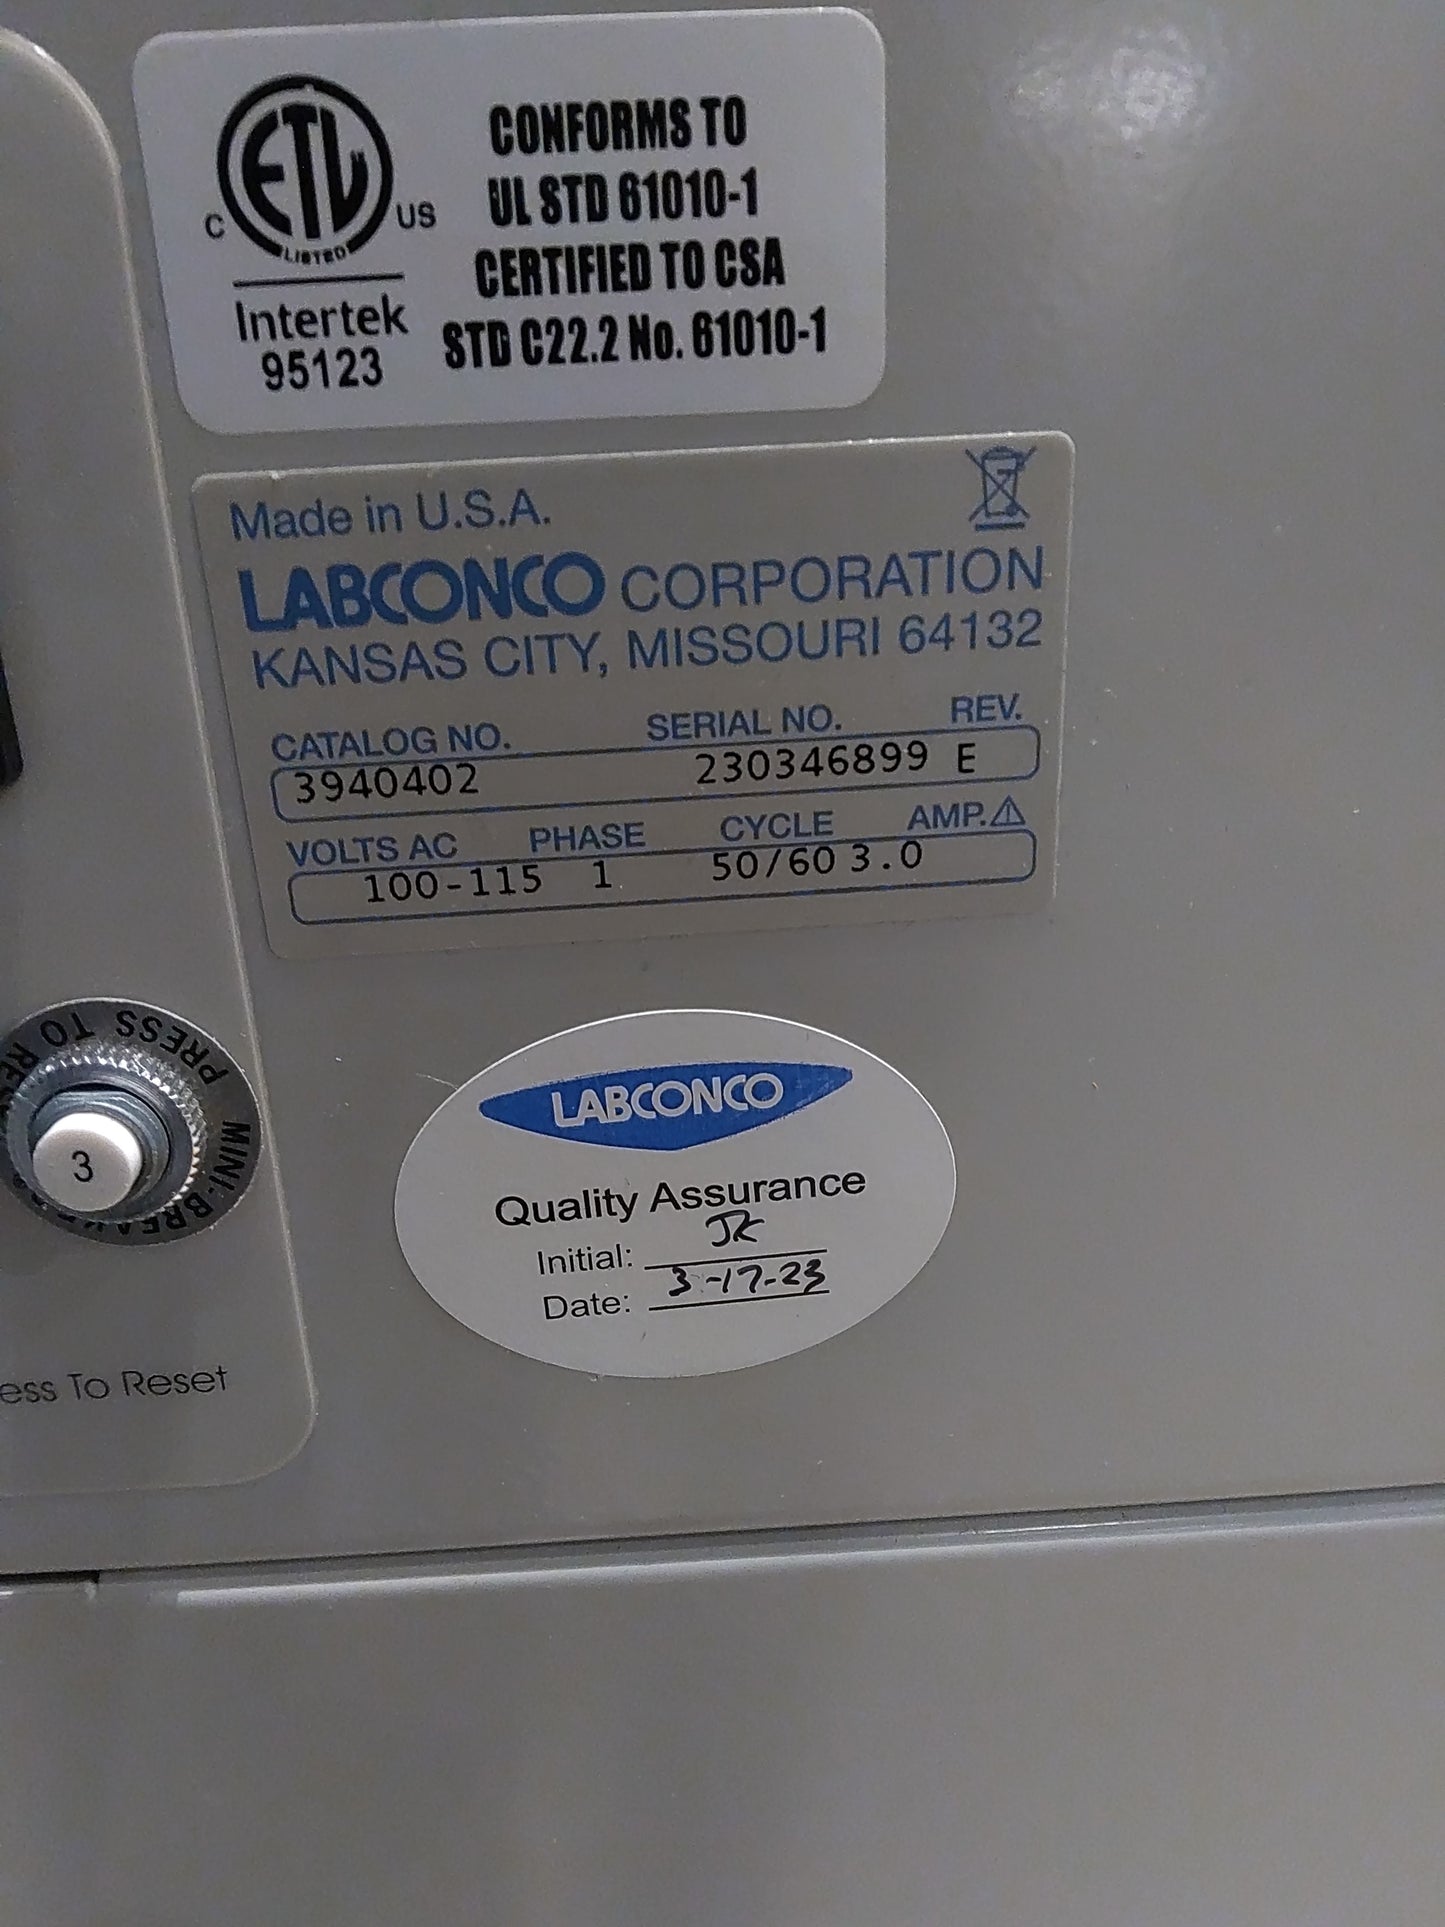 ETL
LISTED
C US
Intertek
95123
CONFORMS TO
UL STD 61010-1
CERTIFIED TO CSA
STD C22.2 No. 61010-1
Made in U.S.A.
LABCONCO CORPORATION
KANSAS CITY, MISSOURI 64132
CATALOG NO. SERIAL NO. REV.
3940402 230346899 E
VOLTS AC PHASE CYCLE AMP.
100-115 1 50/60 3.0
PRESS TO
MINI-BREAKER
3
ess To Reset
LABCONCO
Quality Assurance
Initial: JK
Date: 3-17-23